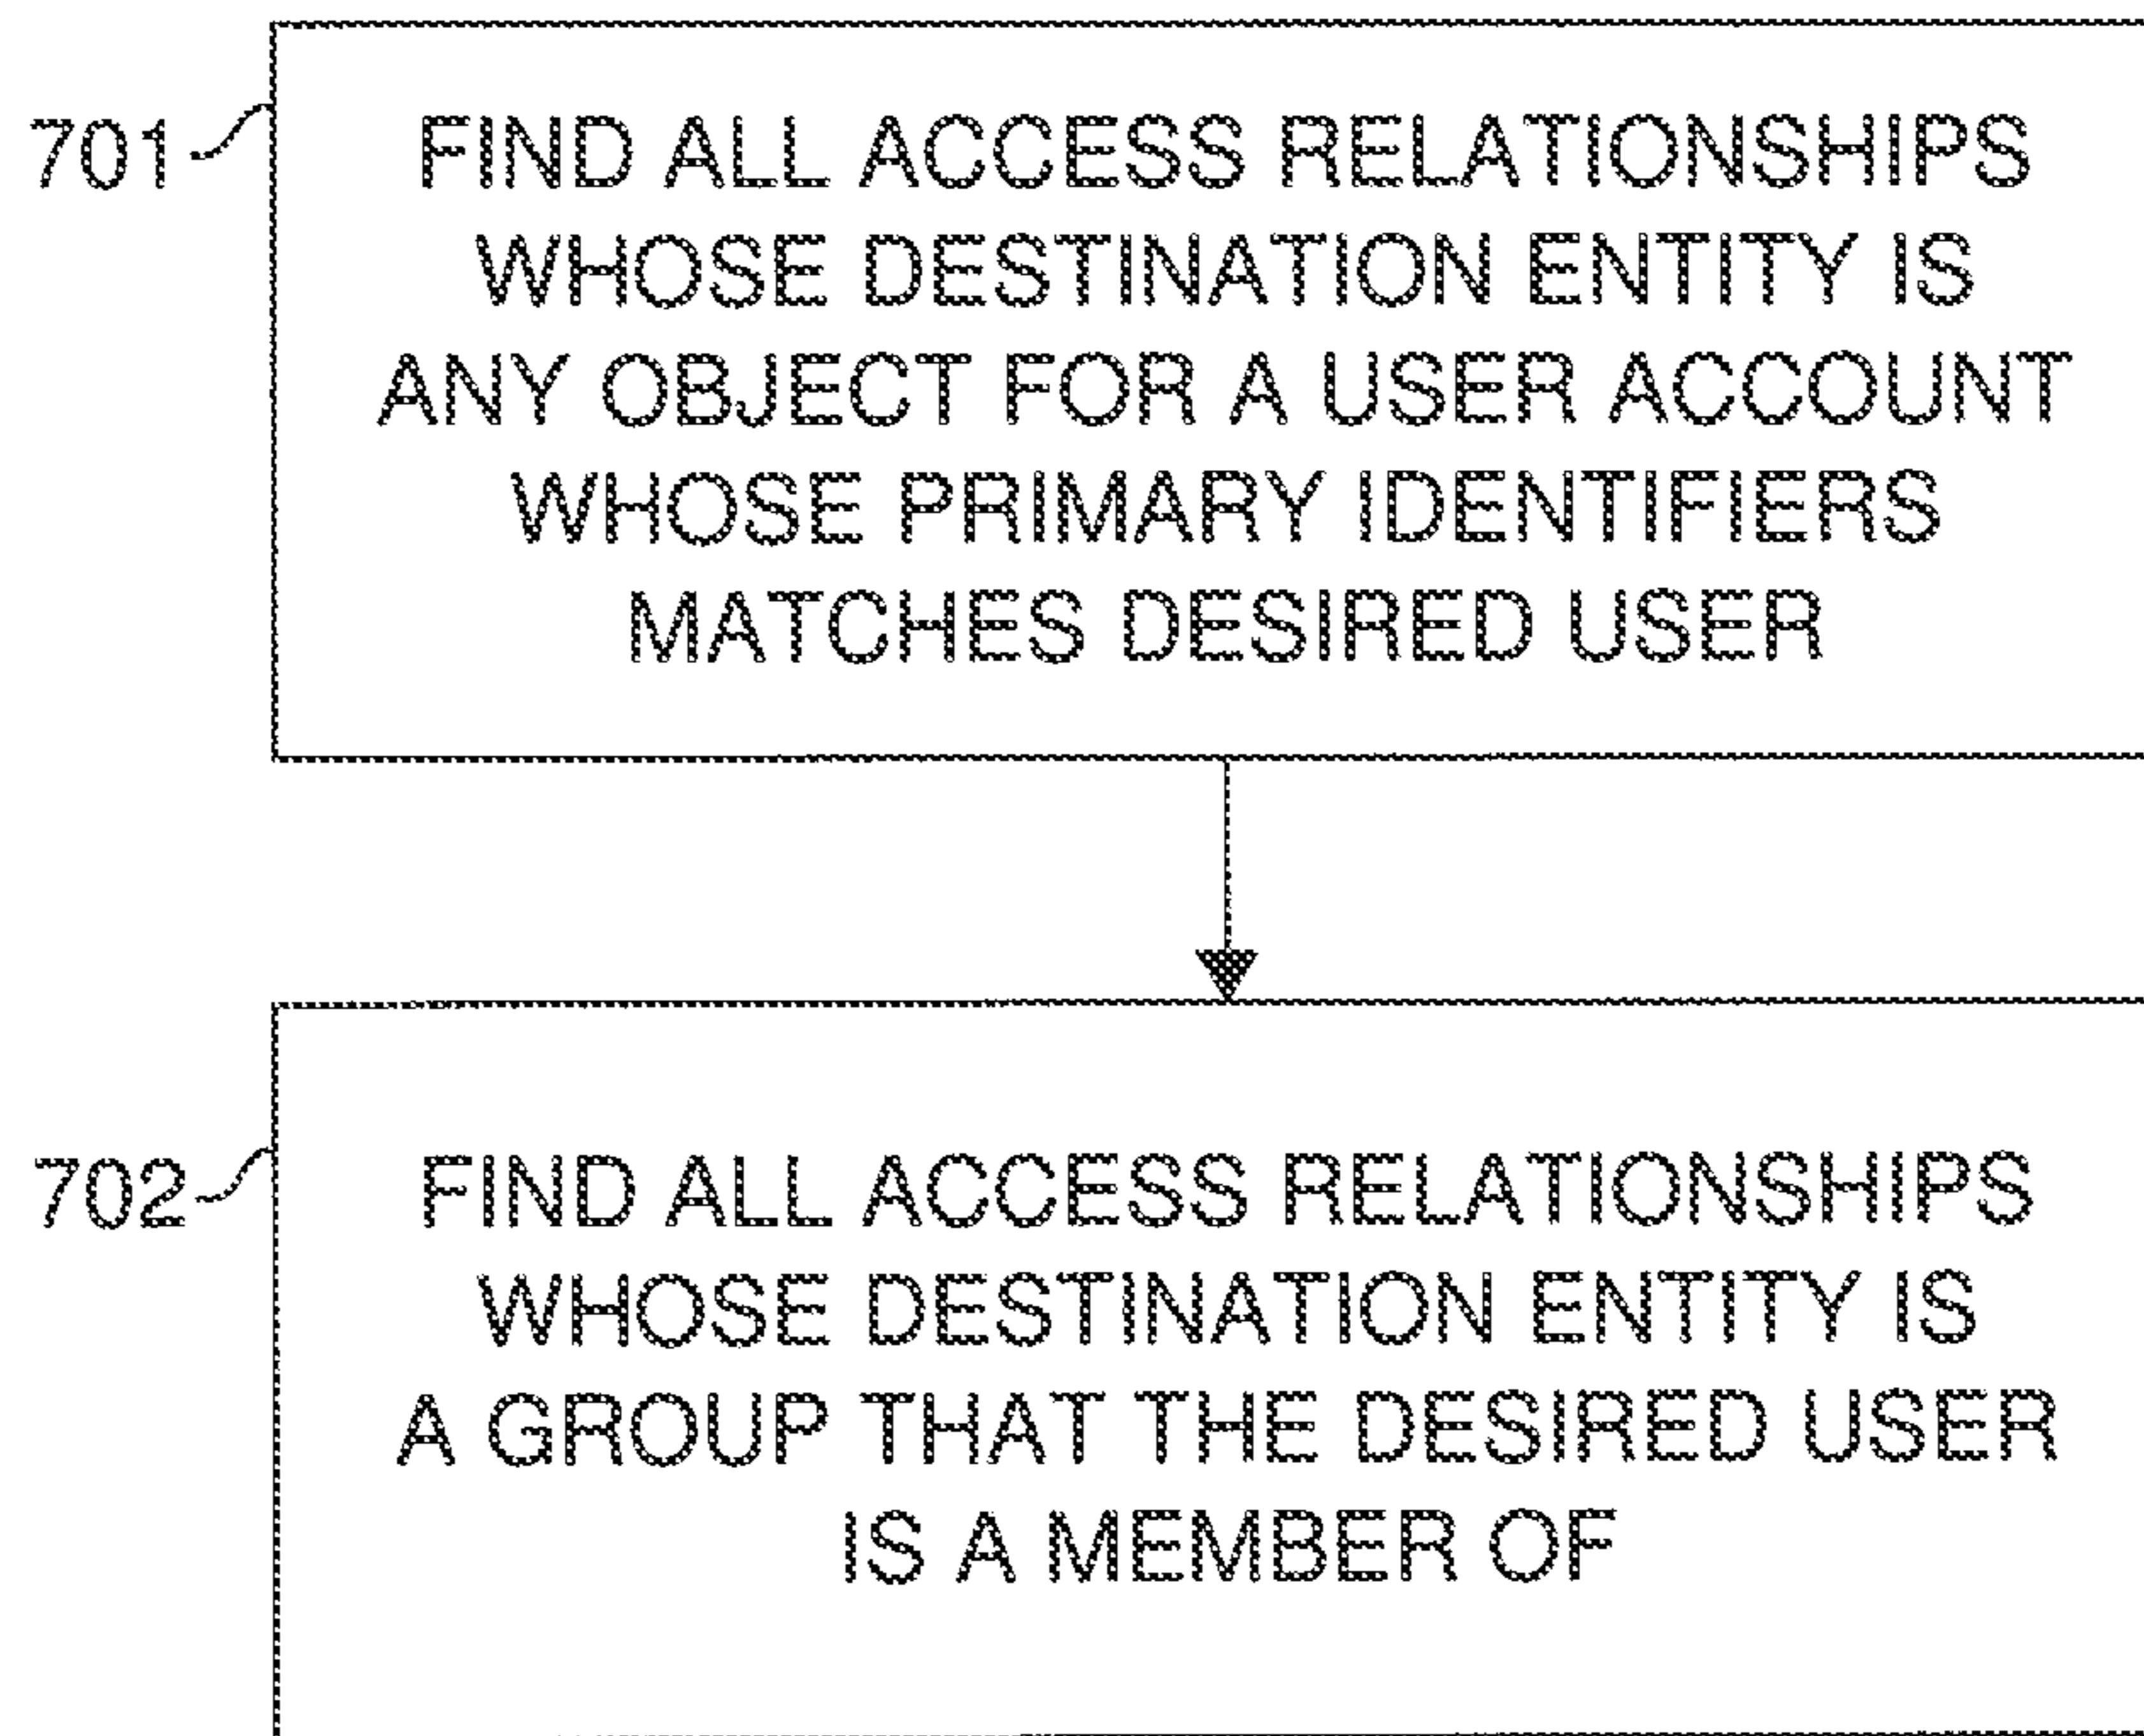 701
FIND ALL ACCESS RELATIONSHIPS
WHOSE DESTINATION ENTITY IS
ANY OBJECT FOR A USER ACCOUNT
WHOSE PRIMARY IDENTIFIERS
MATCHES DESIRED USER
702
FIND ALL ACCESS RELATIONSHIPS
WHOSE DESTINATION ENTITY IS
A GROUP THAT THE DESIRED USER
IS A MEMBER OF